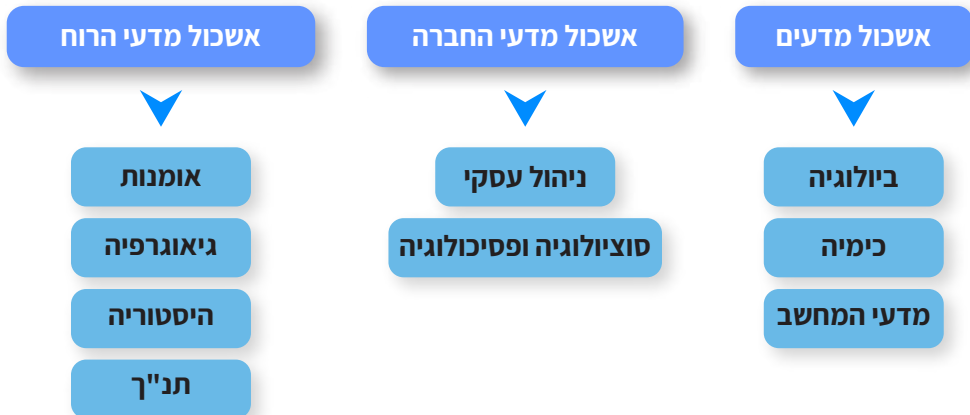 אשכול מדעים
ביולוגיה
כימיה
מדעי המחשב
אשכול מדעי החברה
ניהול עסקי
סוציולוגיה ופסיכולוגיה
אשכול מדעי הרוח
אומנות
גיאוגרפיה
היסטוריה
תנ"ך